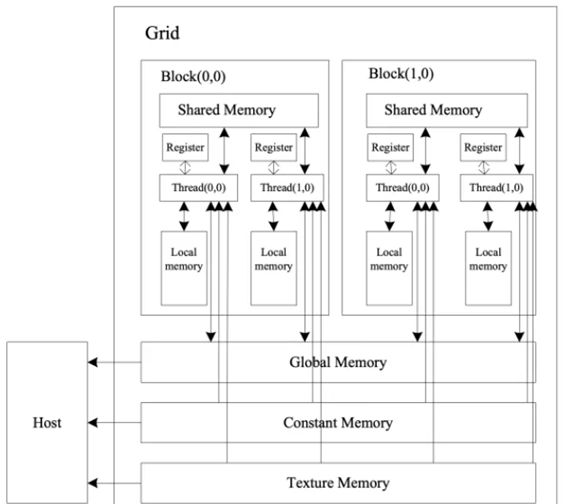 Grid
Block(0,0)
Block(1,0)
Shared Memory
Shared Memory
Register
Register
Register
Register
Thread(0,0)
Thread(1,0)
Thread(0,0)
Thread(1,0)
Local
memory
Local
memory
Local
memory
Local
memory
Global Memory
Host
Constant Memory
Texture Memory